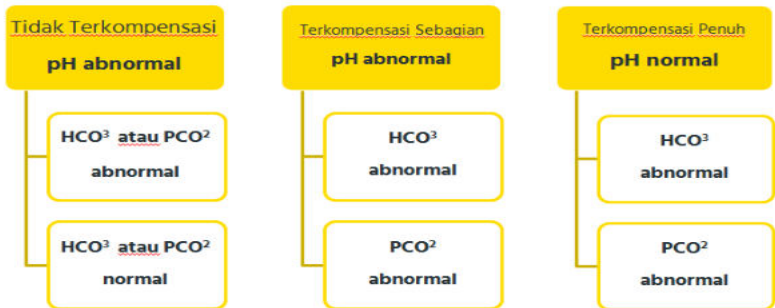 Tidak Terkompensasi
pH abnormal
HCO³ atau PCO²
abnormal
HCO³ atau PCO²
normal
Terkompensasi Sebagian
pH abnormal
HCO³
abnormal
PCO²
abnormal
Terkompensasi Penuh
pH normal
HCO³
abnormal
PCO²
abnormal